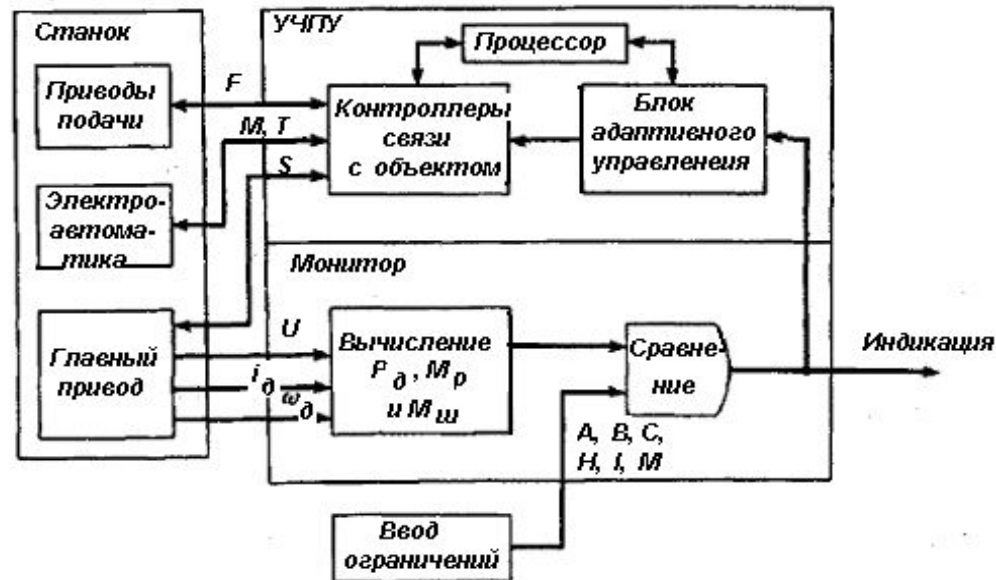 Станок
УЧПУ
Процессор
Приводы
подачи
F
Контроллеры
связи
с объектом
Блок
адаптивного
управленеия
M, T
S
Электро-
автома-
тика
Монитор
Главный
привод
U
i д
ω д
Вычисление
P д , M р
и M ш
Сравне-
ние
Индикация
A, B, C,
H, I, M
Ввод
ограничений